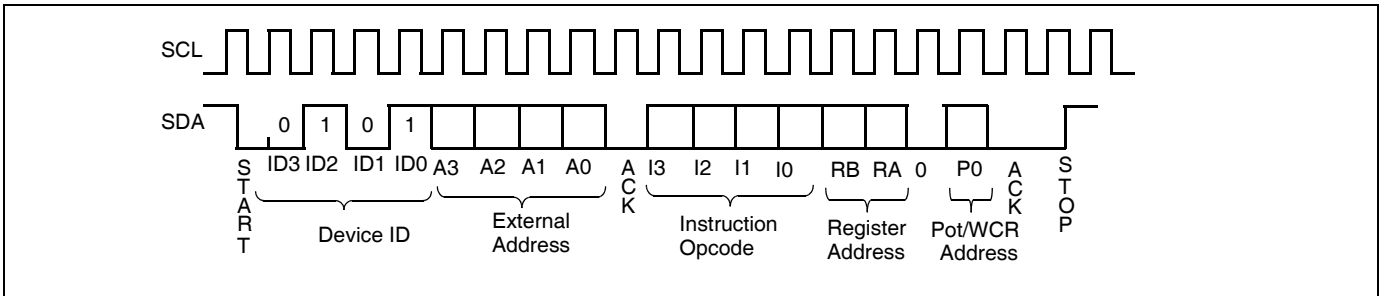 SCL
SDA
0 1 0 1
ID3 ID2 ID1 ID0 A3 A2 A1 A0 I3 I2 I1 I0 RB RA 0 P0
START
ACK
ACK
STOP
Device ID
External
Address
Instruction
Opcode
Register
Address
Pot/WCR
Address